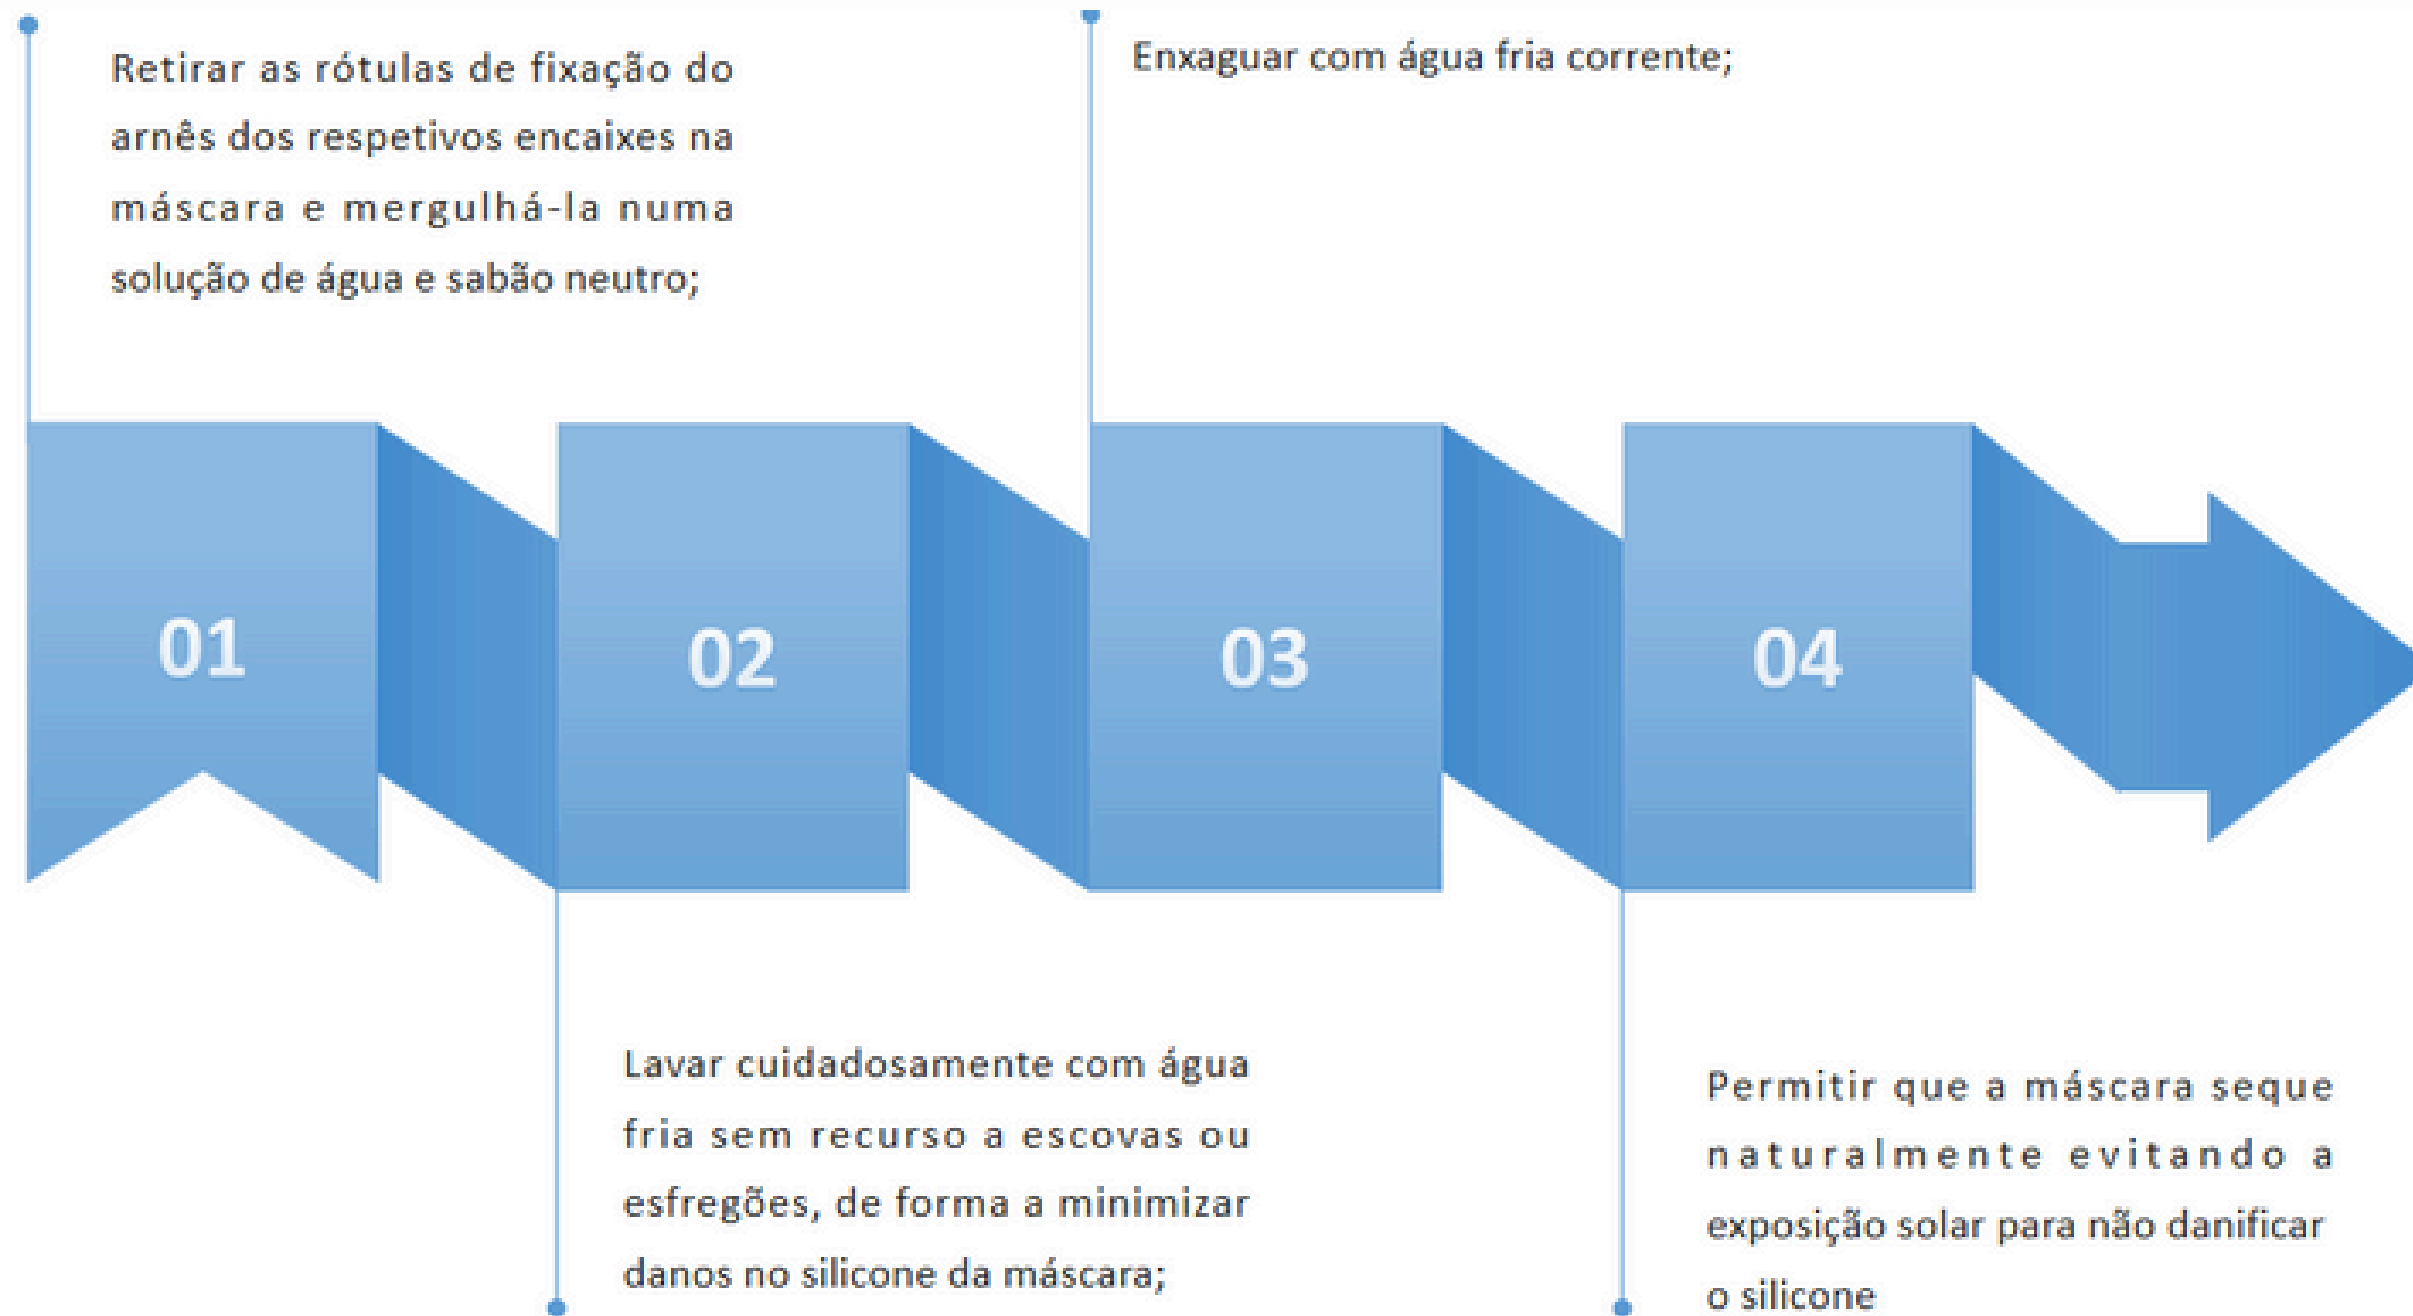 Retirar as rótulas de fixação do
arnês dos respetivos encaixes na
máscara e mergulhá-la numa
solução de água e sabão neutro;
Enxaguar com água fria corrente;
01
02
03
04
Lavar cuidadosamente com água
fria sem recurso a escovas ou
esfregões, de forma a minimizar
danos no silicone da máscara;
Permitir que a máscara seque
naturalmente evitando a
exposição solar para não danificar
o silicone